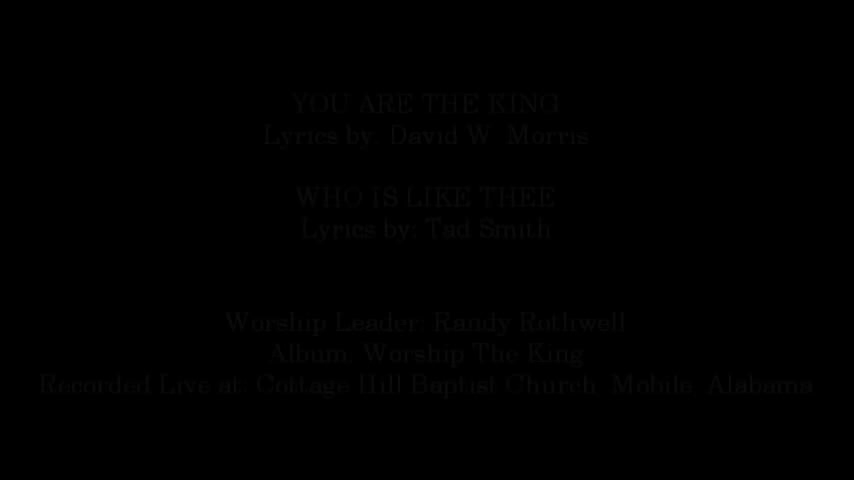 YOU ARE THE KING
Lyrics by: David W. Morris
WHO IS LIKE THEE
Lyrics by: Tad Smith
Worship Leader: Randy Rothwell
Album: Worship The King
Recorded Live at: Cottage Hill Baptist Church, Mobile, Alabama